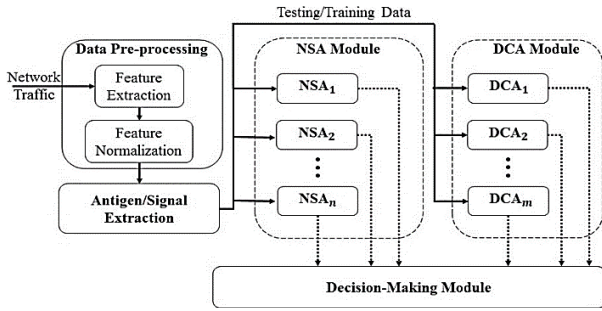 Testing/Training Data
Data Pre-processing
NSA Module
DCA Module
Network
Traffic
Feature
Extraction
Feature
Normalization
Antigen/Signal
Extraction
NSA₁
NSA₂
NSAₙ
DCA₁
DCA₂
DCAₘ
Decision-Making Module